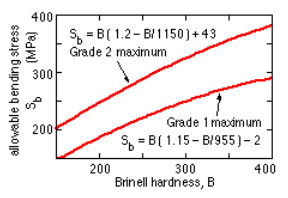 400
S_b = B ( 1.2 – B/1150 ) + 43
Grade 2 maximum
300
allowable bending stress
(MPa)
S_b
Grade 1 maximum
200
S_b = B ( 1.15 – B/955 ) – 2
200
300
400
Brinell hardness, B